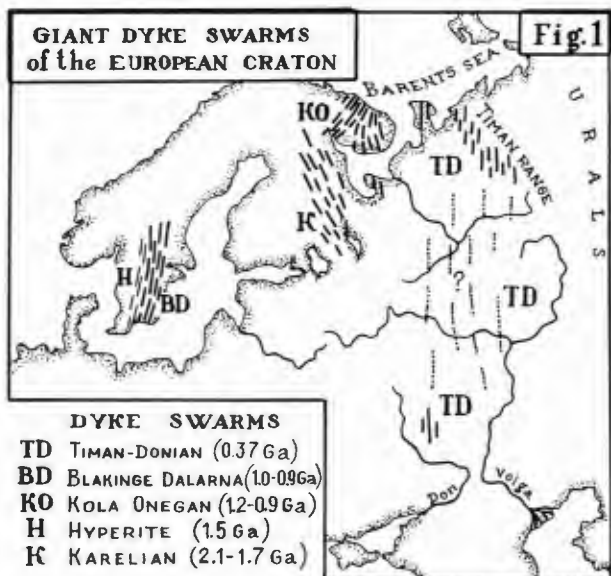 GIANT DYKE SWARMS
of the EUROPEAN CRATON
Fig.1
BARENTS SEA
URALS
KO
TIMAN RANGE
TD
K
H
BD
?
TD
TD
Don
Volga
DYKE SWARMS
TD TIMAN-DONIAN (0.37 Ga)
BD BLAKINGE DALARNA (1.0-0.9Ga)
KO KOLA ONEGAN (1.2-0.9 Ga)
H HYPERITE (1.5 Ga)
K KARELIAN (2.1-1.7 Ga)